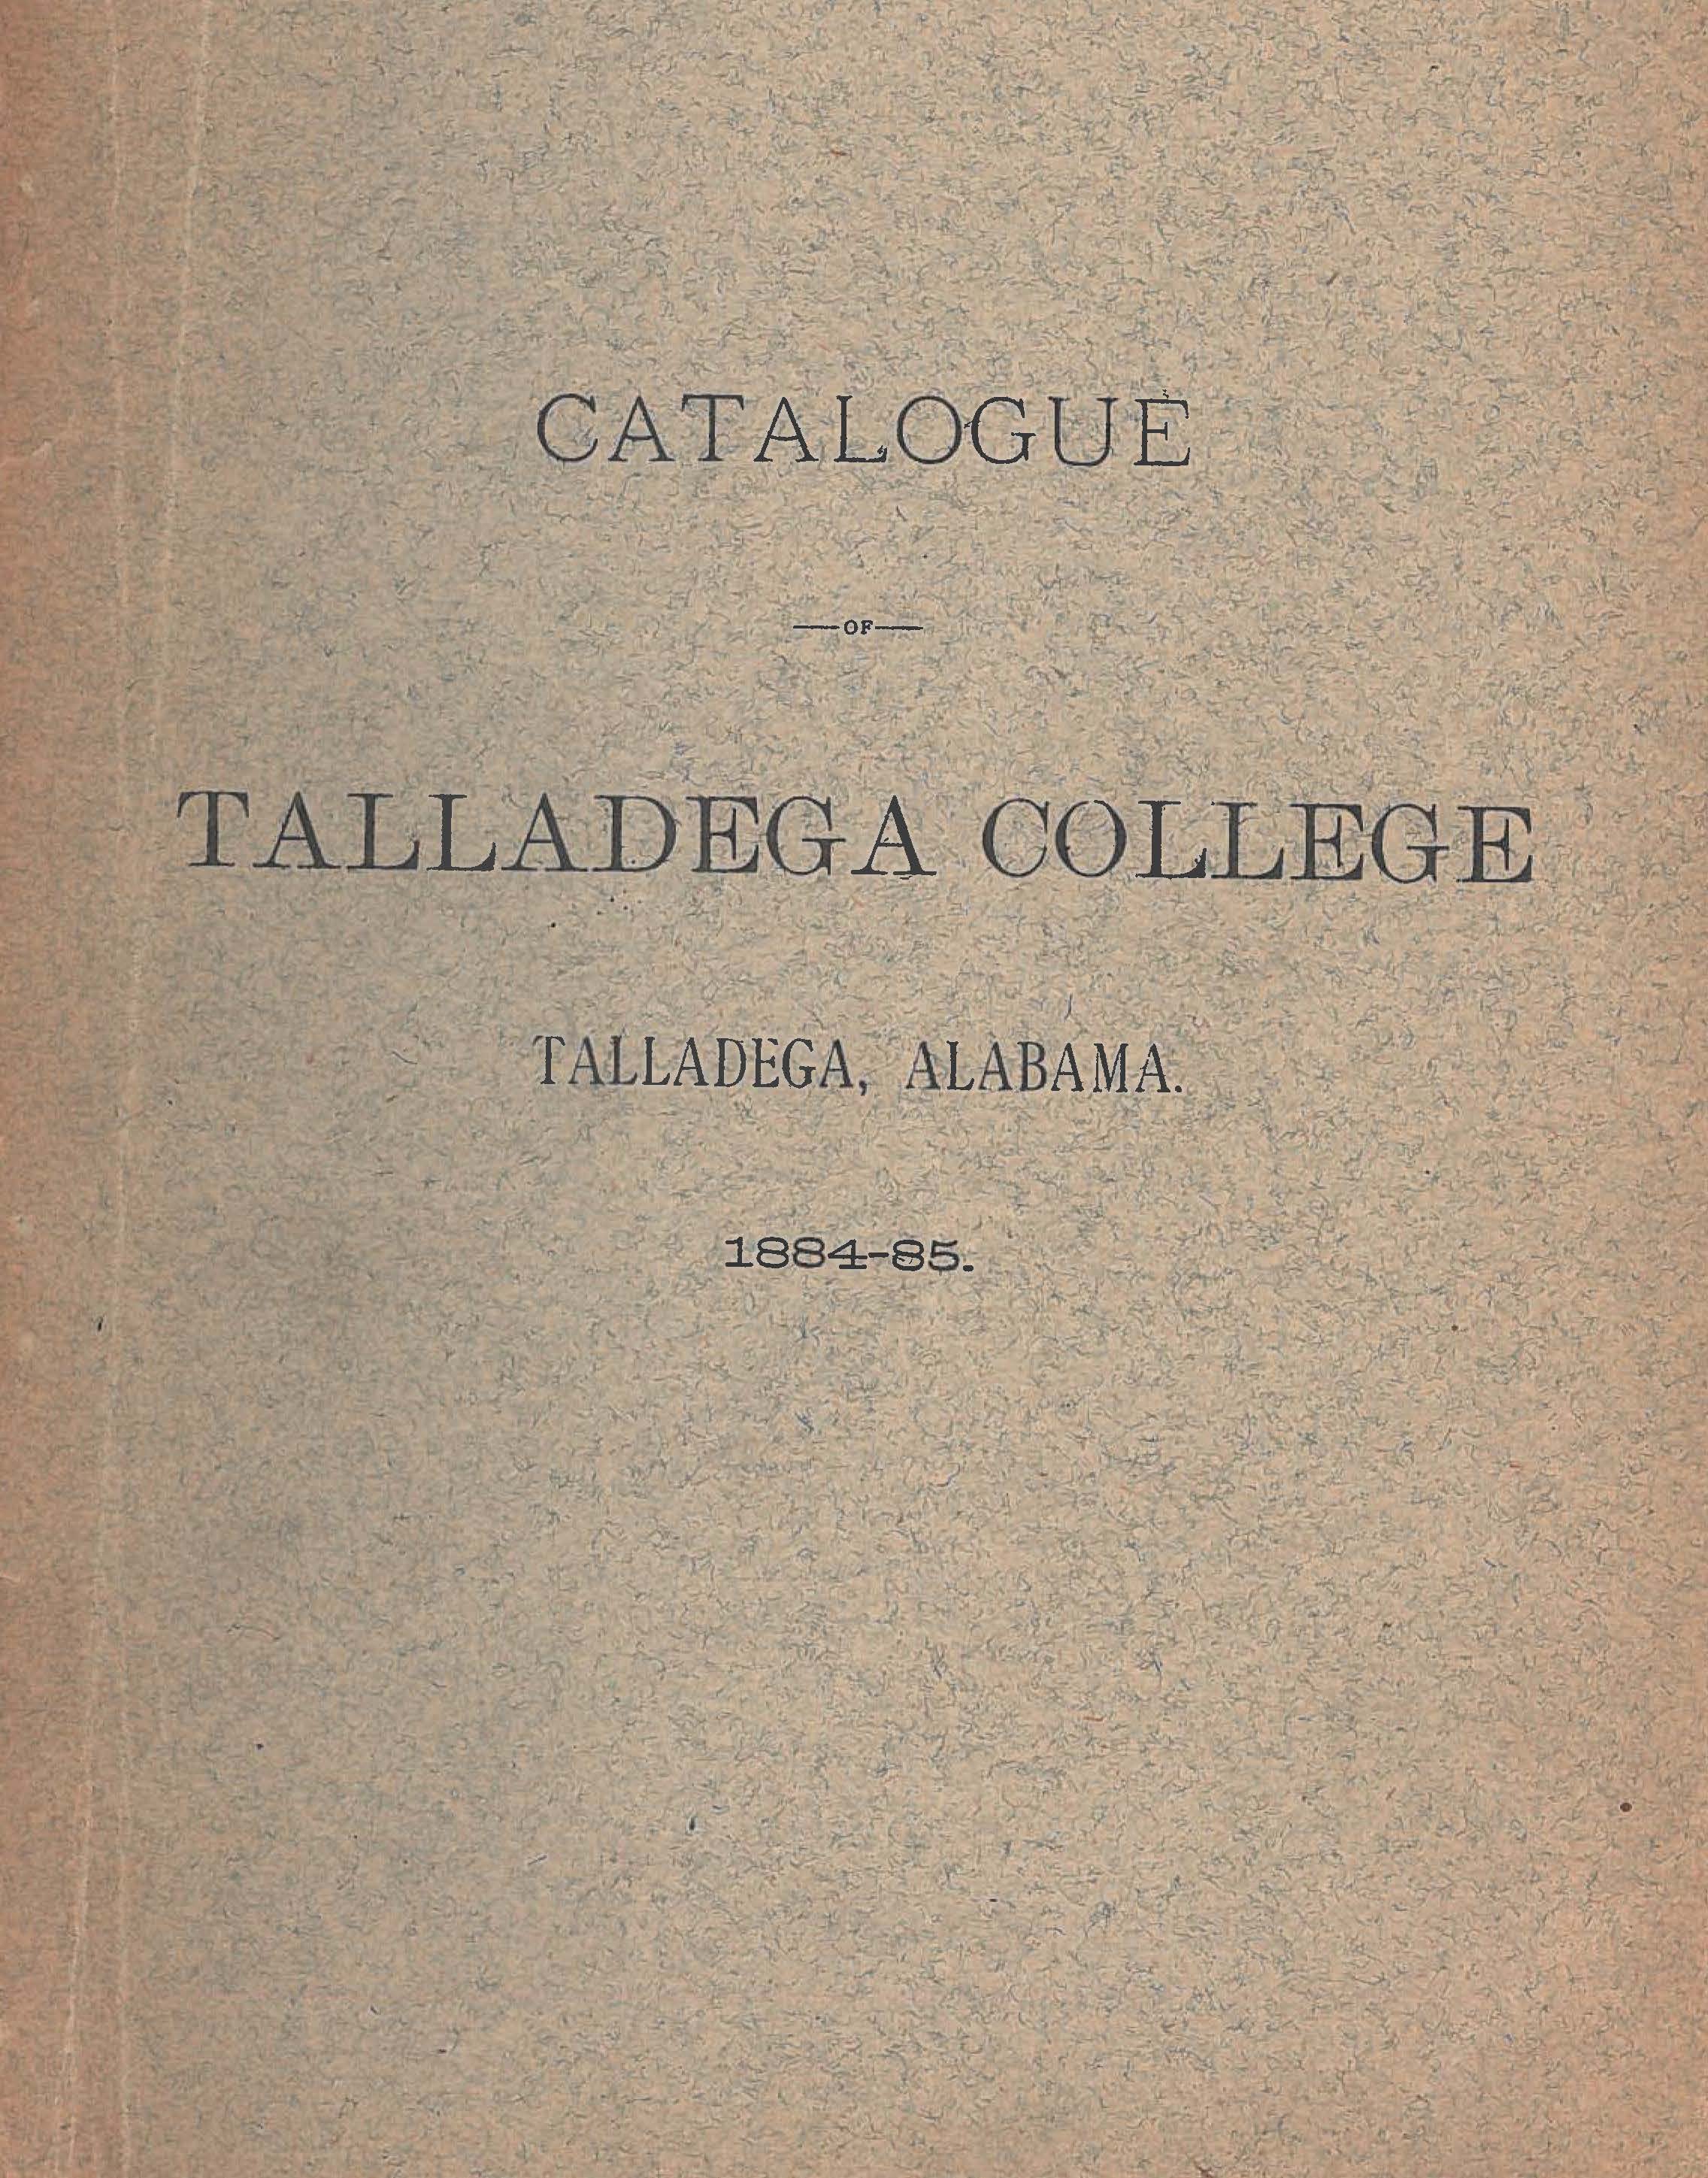 CATALOGUE
—OF—
TALLADEGA COLLEGE
TALLADEGA, ALABAMA.
1884-85.